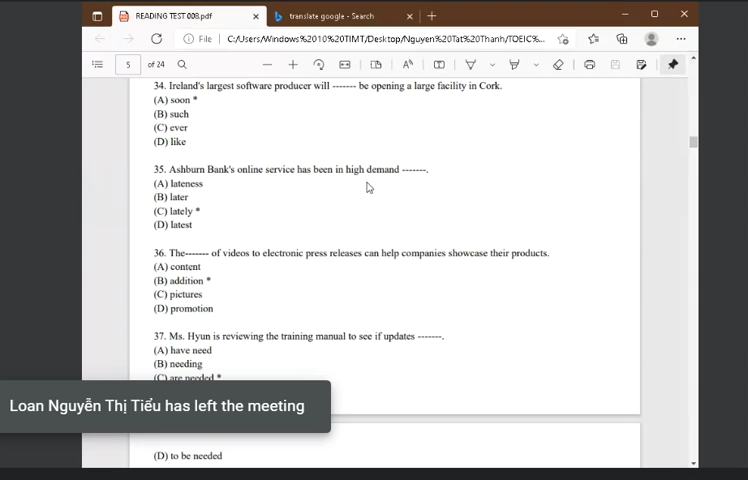 READING TEST 008.pdf
translate google - Search
File
C:/Users/Windows%2010%20TIMT/Desktop/Nguyen%20Tat%20Thanh/TOEIC%...
5 of 24
34. Ireland's largest software producer will ------- be opening a large facility in Cork.
(A) soon *
(B) such
(C) ever
(D) like
35. Ashburn Bank's online service has been in high demand -------.
(A) lateness
(B) later
(C) lately *
(D) latest
36. The------- of videos to electronic press releases can help companies showcase their products.
(A) content
(B) addition *
(C) pictures
(D) promotion
37. Ms. Hyun is reviewing the training manual to see if updates -------.
(A) have need
(B) needing
(C) are needed *
Loan Nguyễn Thị Tiểu has left the meeting
(D) to be needed